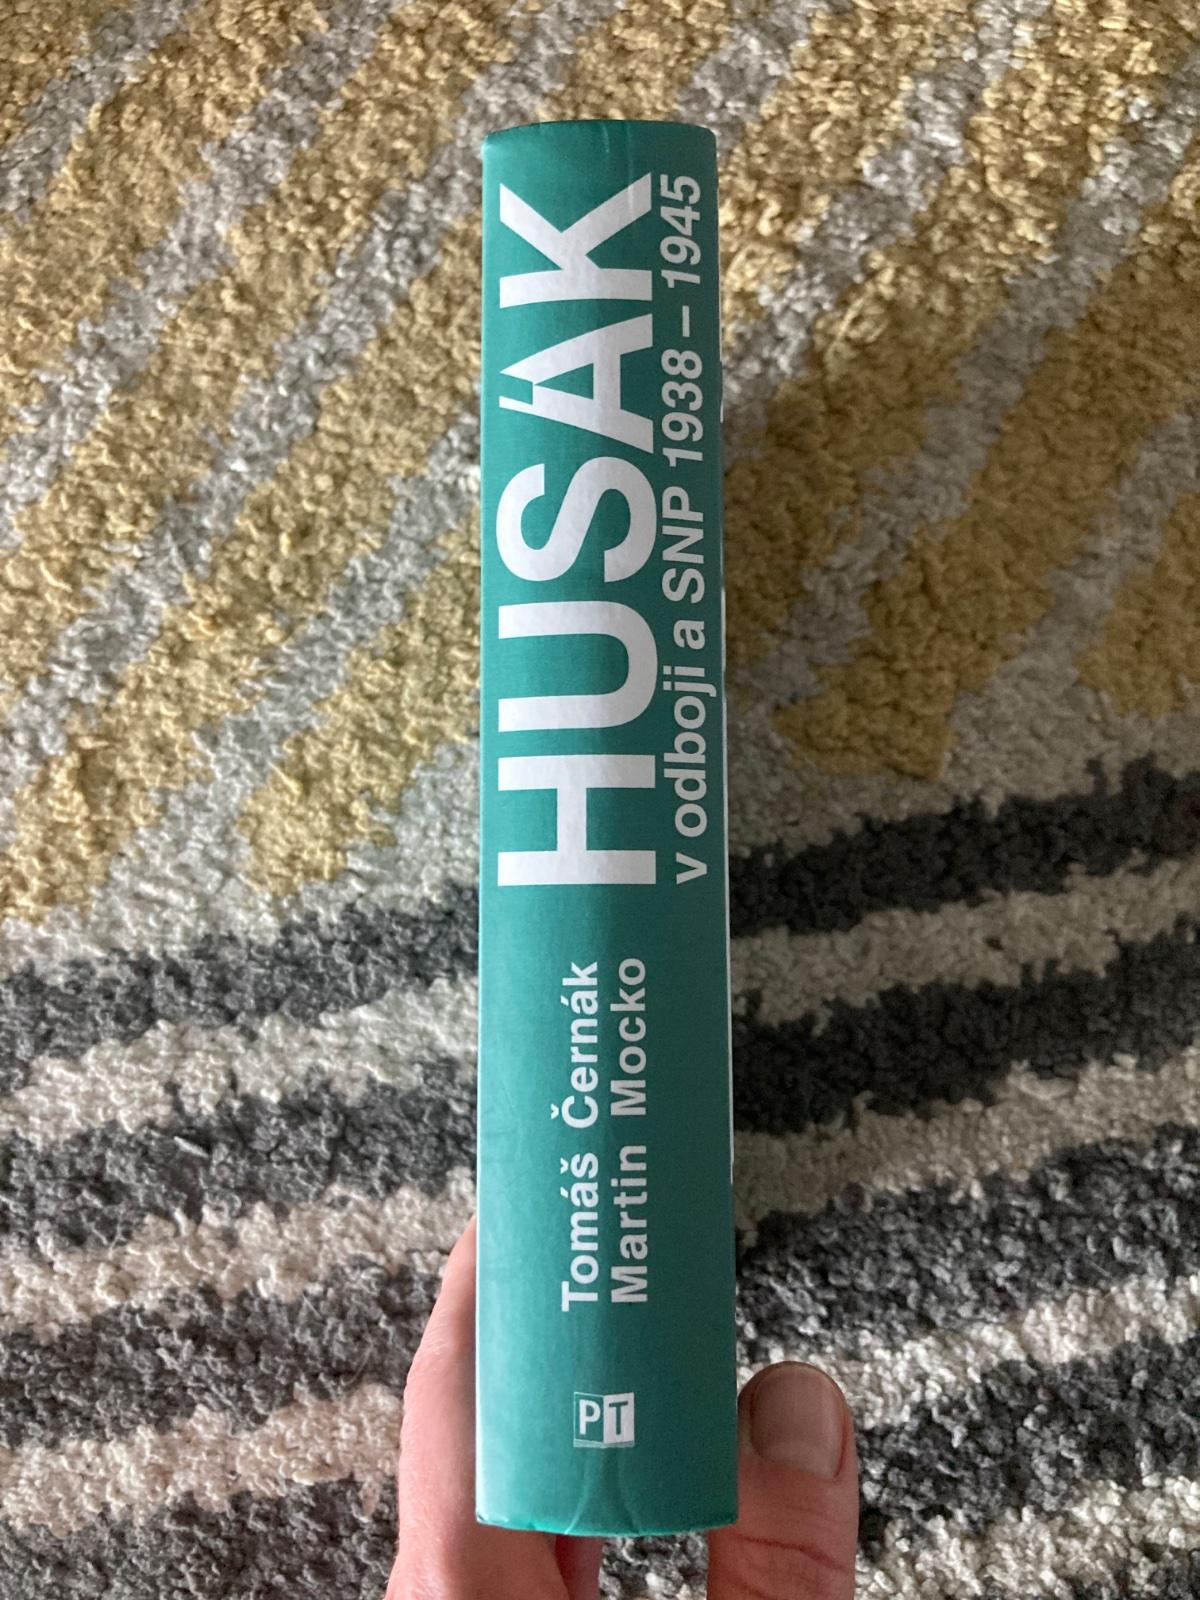 HUSÁK
v odboji a SNP 1938 – 1945
Tomáš Černák
Martin Mocko
PT